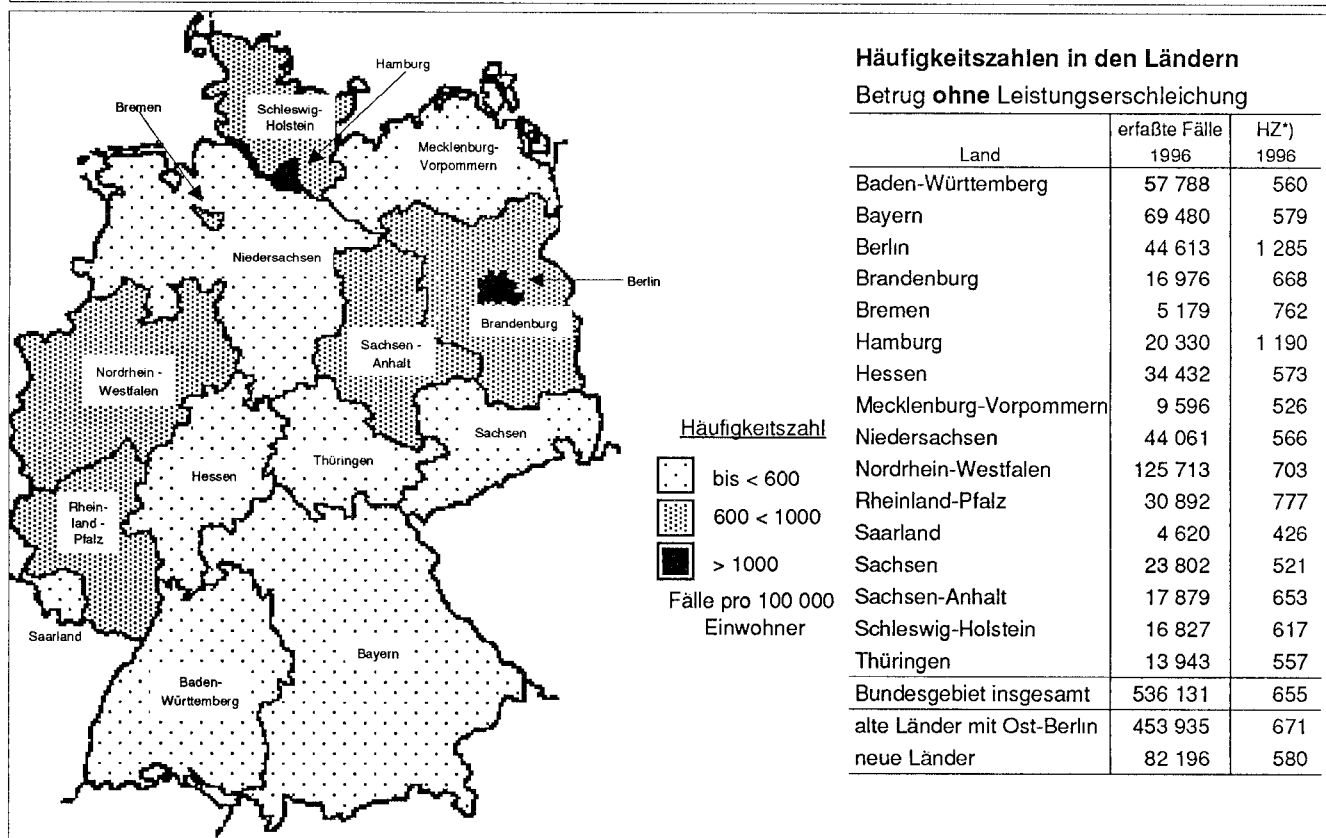 Hamburg
Bremen
Schleswig-
Holstein
Mecklenburg-
Vorpommern
Niedersachsen
Berlin
Brandenburg
Sachsen -
Anhalt
Nordrhein -
Westfalen
Sachsen
Thüringen
Hessen
Rhein-
land -
Pfalz
Saarland
Bayern
Baden-
Württemberg
Häufigkeitszahl
bis < 600
600 < 1000
> 1000
Fälle pro 100 000
Einwohner
Häufigkeitszahlen in den Ländern
Betrug ohne Leistungserschleichung
erfaßte Fälle HZ*)
Land 1996 1996
Baden-Württemberg 57 788 560
Bayern 69 480 579
Berlin 44 613 1 285
Brandenburg 16 976 668
Bremen 5 179 762
Hamburg 20 330 1 190
Hessen 34 432 573
Mecklenburg-Vorpommern 9 596 526
Niedersachsen 44 061 566
Nordrhein-Westfalen 125 713 703
Rheinland-Pfalz 30 892 777
Saarland 4 620 426
Sachsen 23 802 521
Sachsen-Anhalt 17 879 653
Schleswig-Holstein 16 827 617
Thüringen 13 943 557
Bundesgebiet insgesamt 536 131 655
alte Länder mit Ost-Berlin 453 935 671
neue Länder 82 196 580